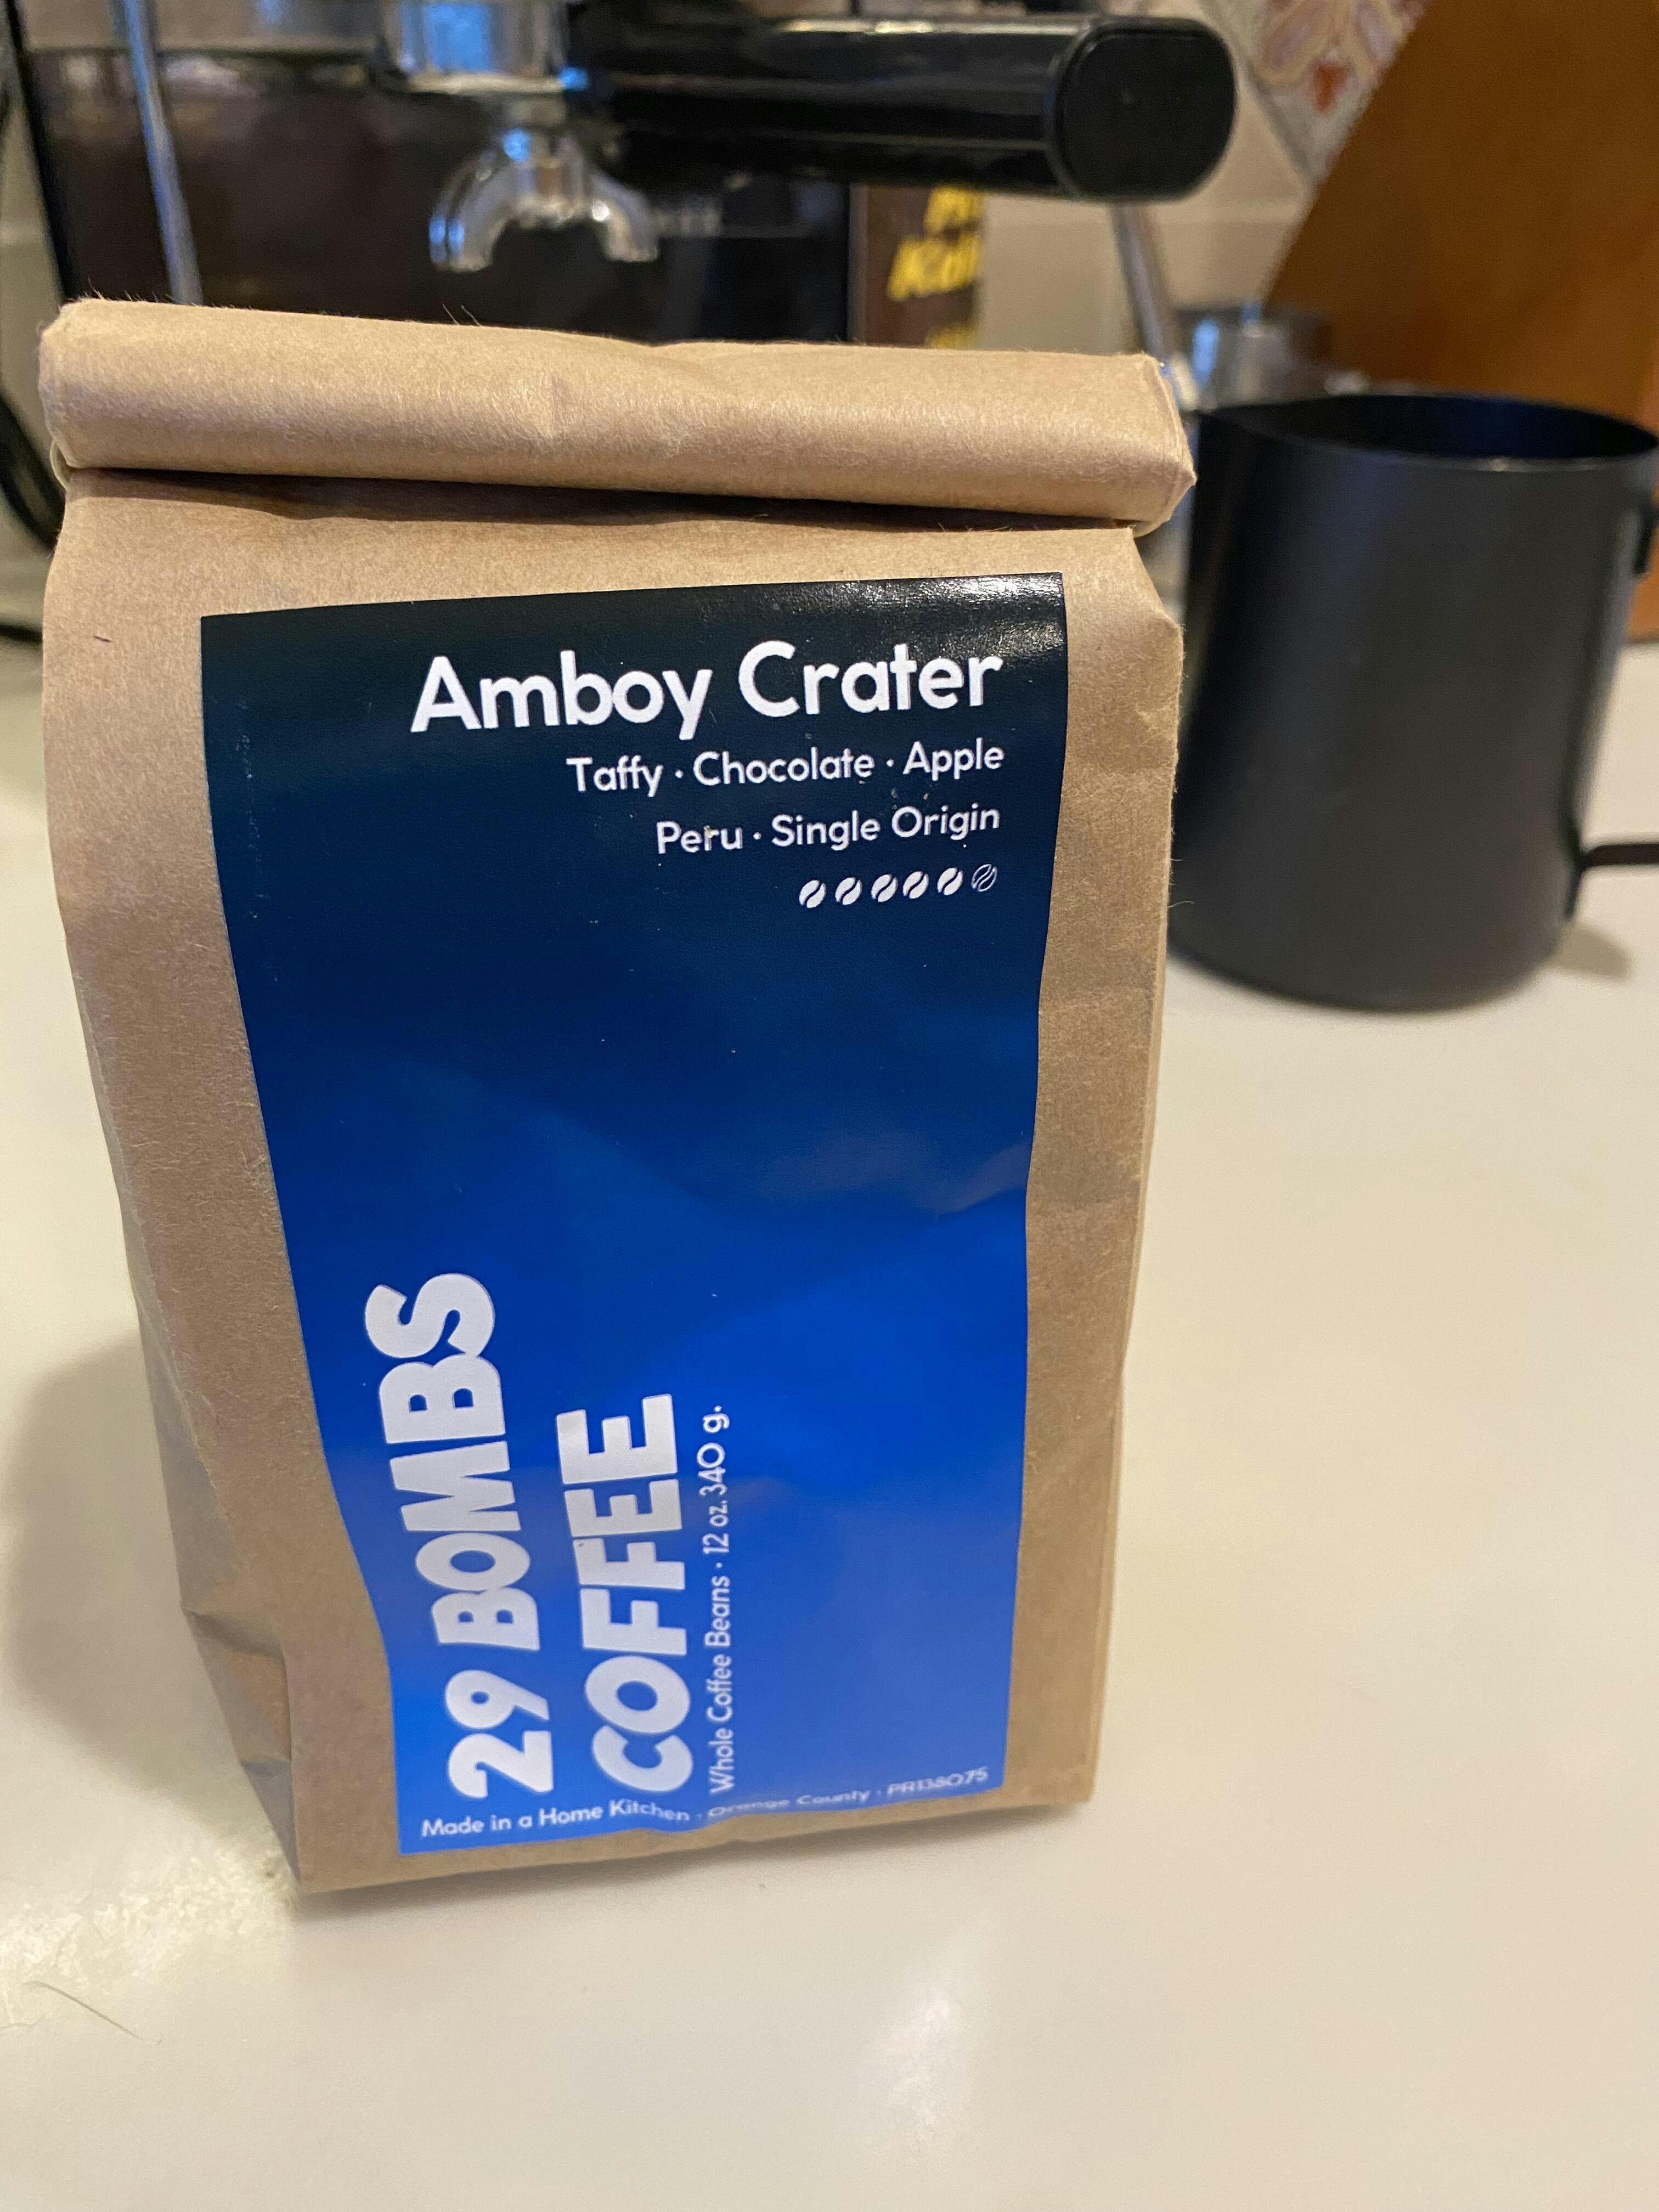 Amboy Crater
Taffy · Chocolate · Apple
Peru · Single Origin
29 BOMBS
COFFEE
Whole Coffee Beans · 12 oz. 340 g.
Made in a Home Kitchen · Orange County · PR138075